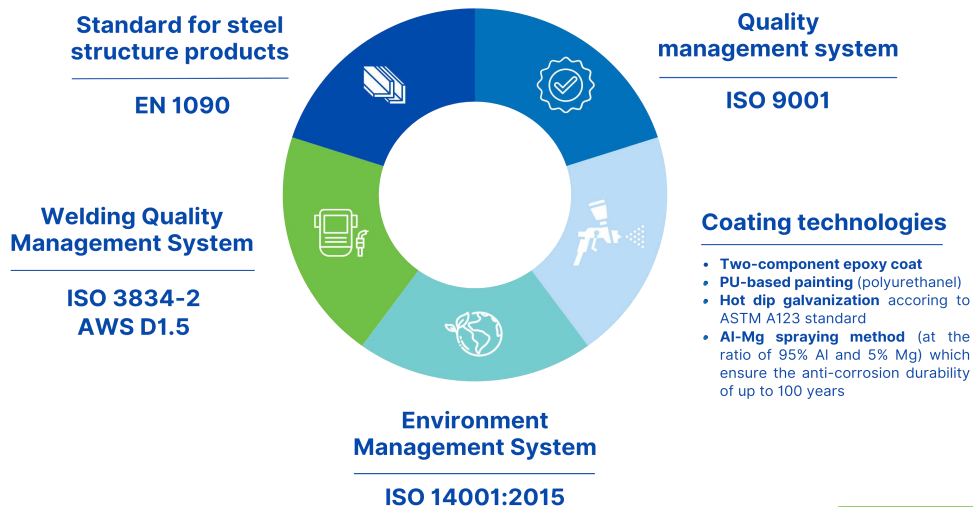 Standard for steel
structure products
EN 1090
Quality
management system
ISO 9001
Welding Quality
Management System
ISO 3834-2
AWS D1.5
Coating technologies
• Two-component epoxy coat
• PU-based painting (polyurethanel)
• Hot dip galvanization accoring to
ASTM A123 standard
• Al-Mg spraying method (at the
ratio of 95% Al and 5% Mg) which
ensure the anti-corrosion durability
of up to 100 years
Environment
Management System
ISO 14001:2015